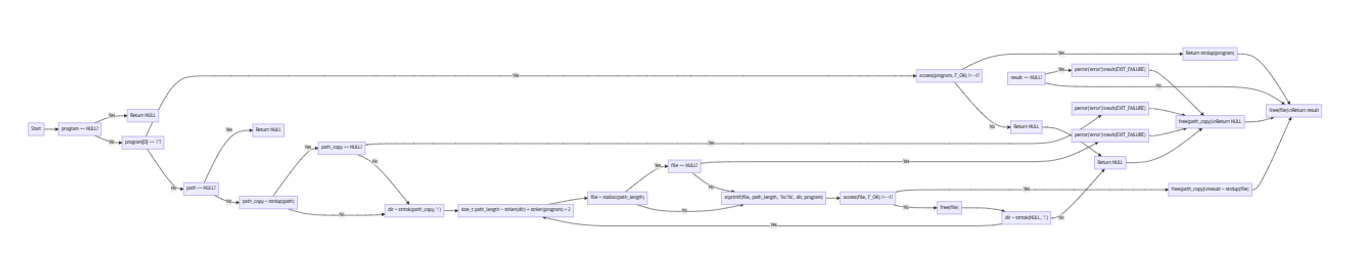 Start
program == NULL?
Yes
Return NULL
No
program[0] == '/'?
Yes
access(program, F_OK) != -1?
Yes
Return strdup(program)
No
Return NULL
No
path == NULL?
Yes
Return NULL
No
path_copy = strdup(path)
Yes
path_copy == NULL?
No
Yes
perror("error")\nexit(EXIT_FAILURE)
No
dir = strtok(path_copy, ":")
size_t path_length = strlen(dir) + strlen(program) + 2
file = malloc(path_length)
Yes
file == NULL?
Yes
perror("error")\nexit(EXIT_FAILURE)
No
No
snprintf(file, path_length, "%s/%s", dir, program)
access(file, F_OK) != -1?
Yes
free(path_copy)\nresult = strdup(file)
No
free(file)
dir = strtok(NULL, ":")
Yes
No
Return NULL
result == NULL?
Yes
perror("error")\nexit(EXIT_FAILURE)
No
free(path_copy)\nReturn NULL
free(file)\nReturn result